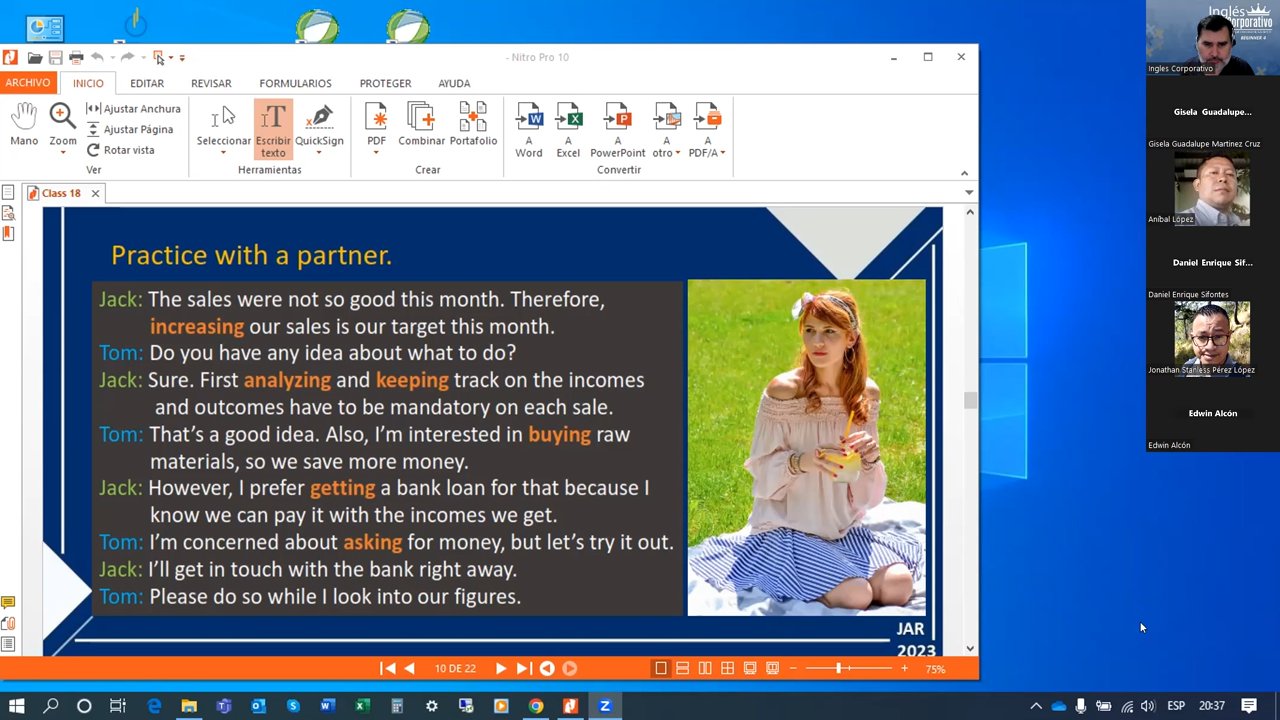 - Nitro Pro 10
ARCHIVO INICIO EDITAR REVISAR FORMULARIOS PROTEGER AYUDA
Mano
Zoom
Ajustar Anchura
Ajustar Página
Rotar vista
Ver
Seleccionar
Escribir texto
QuickSign
Herramientas
PDF
Combinar
Portafolio
Crear
A Word
A Excel
A PowerPoint
A otro
A PDF/A
Convertir
Class 18
Practice with a partner.
Jack: The sales were not so good this month. Therefore,
increasing our sales is our target this month.
Tom: Do you have any idea about what to do?
Jack: Sure. First analyzing and keeping track on the incomes
and outcomes have to be mandatory on each sale.
Tom: That's a good idea. Also, I'm interested in buying raw
materials, so we save more money.
Jack: However, I prefer getting a bank loan for that because I
know we can pay it with the incomes we get.
Tom: I'm concerned about asking for money, but let's try it out.
Jack: I'll get in touch with the bank right away.
Tom: Please do so while I look into our figures.
JAR
2023
10 DE 22
75%
Inglés
Corporativo
BEGINNER 4
Ingles Corporativo
Gisela Guadalupe...
Gisela Guadalupe Martinez Cruz
Aníbal López
Daniel Enrique Sif...
Daniel Enrique Sifontes
Jonathan Stanless Pérez López
Edwin Alcón
Edwin Alcón
ESP 20:37